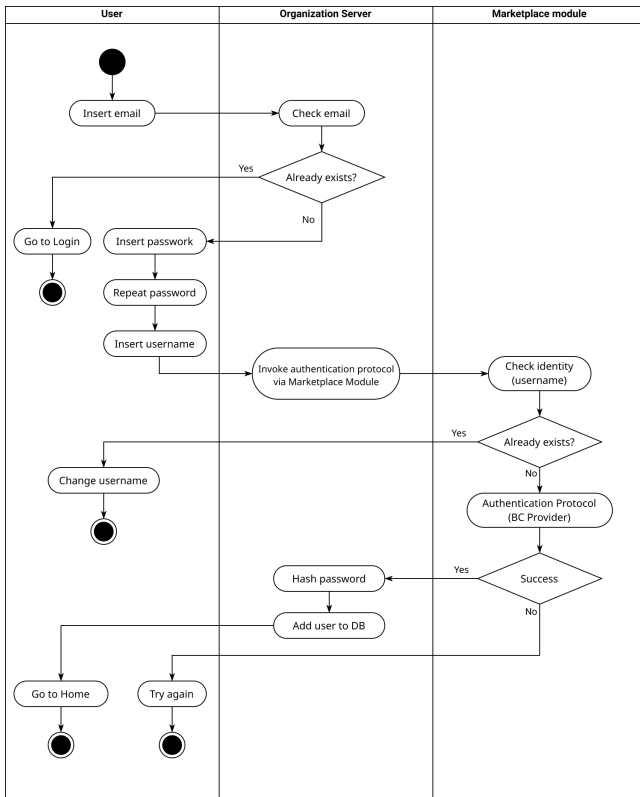 User
Organization Server
Marketplace module
Insert email
Check email
Already exists?
Yes
No
Go to Login
Insert passwork
Repeat password
Insert username
Invoke authentication protocol
via Marketplace Module
Check identity
(username)
Already exists?
Yes
No
Change username
Authentication Protocol
(BC Provider)
Success
Yes
No
Hash password
Add user to DB
Go to Home
Try again